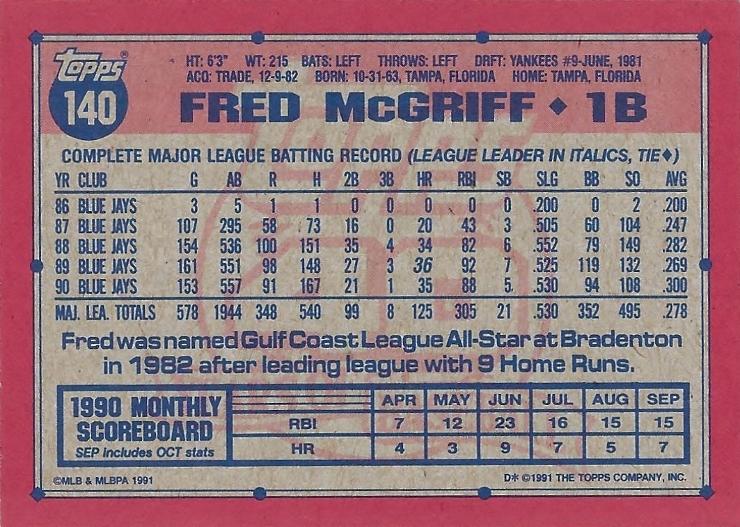 TOPPS®
140
HT: 6'3" WT: 215 BATS: LEFT THROWS: LEFT DRFT: YANKEES #9-JUNE, 1981
ACQ: TRADE, 12-9-82 BORN: 10-31-63, TAMPA, FLORIDA HOME: TAMPA, FLORIDA
FRED McGRIFF ♦ 1B
COMPLETE MAJOR LEAGUE BATTING RECORD (LEAGUE LEADER IN ITALICS, TIE♦)
YR CLUB G AB R H 2B 3B HR RBI SB SLG BB SO AVG
86 BLUE JAYS 3 5 1 1 0 0 0 0 0 .200 0 2 .200
87 BLUE JAYS 107 295 58 73 16 0 20 43 3 .505 60 104 .247
88 BLUE JAYS 154 536 100 151 35 4 34 82 6 .552 79 149 .282
89 BLUE JAYS 161 551 98 148 27 3 36 92 7 .525 119 132 .269
90 BLUE JAYS 153 557 91 167 21 1 35 88 5 .530 94 108 .300
MAJ. LEA. TOTALS 578 1944 348 540 99 8 125 305 21 .530 352 495 .278
Fred was named Gulf Coast League All-Star at Bradenton
in 1982 after leading league with 9 Home Runs.
1990 MONTHLY
SCOREBOARD
SEP includes OCT stats
APR MAY JUN JUL AUG SEP
RBI 7 12 23 16 15 15
HR 4 3 9 7 5 7
©MLB & MLBPA 1991
D* ©1991 THE TOPPS COMPANY, INC.